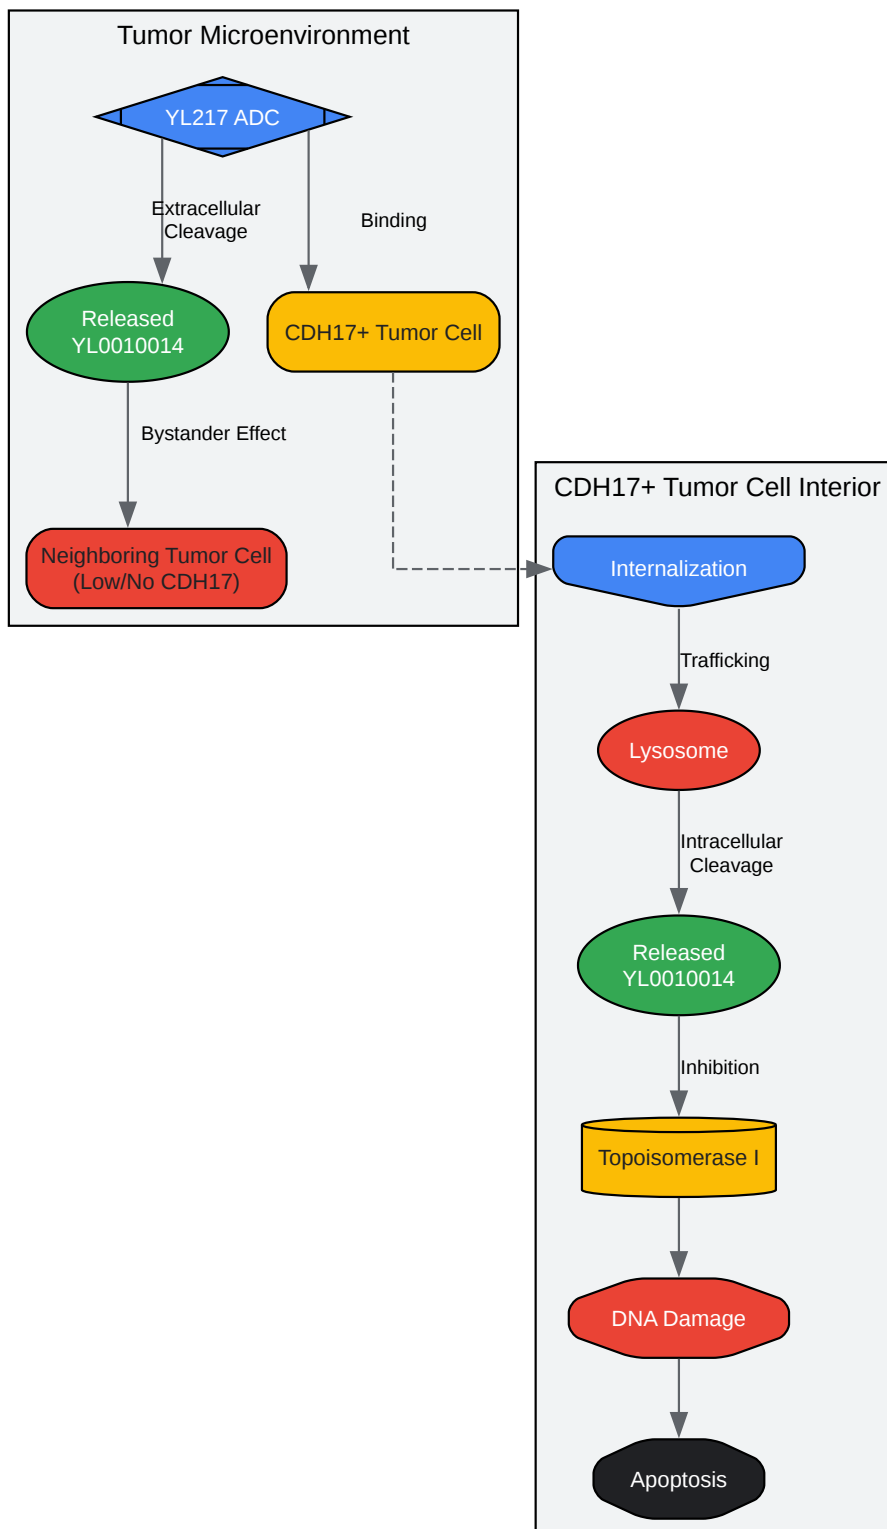 Tumor Microenvironment
YL217 ADC
Extracellular
Cleavage
Binding
Released
YL0010014
CDH17+ Tumor Cell
Bystander Effect
Neighboring Tumor Cell
(Low/No CDH17)
CDH17+ Tumor Cell Interior
Internalization
Trafficking
Lysosome
Intracellular
Cleavage
Released
YL0010014
Inhibition
Topoisomerase I
DNA Damage
Apoptosis